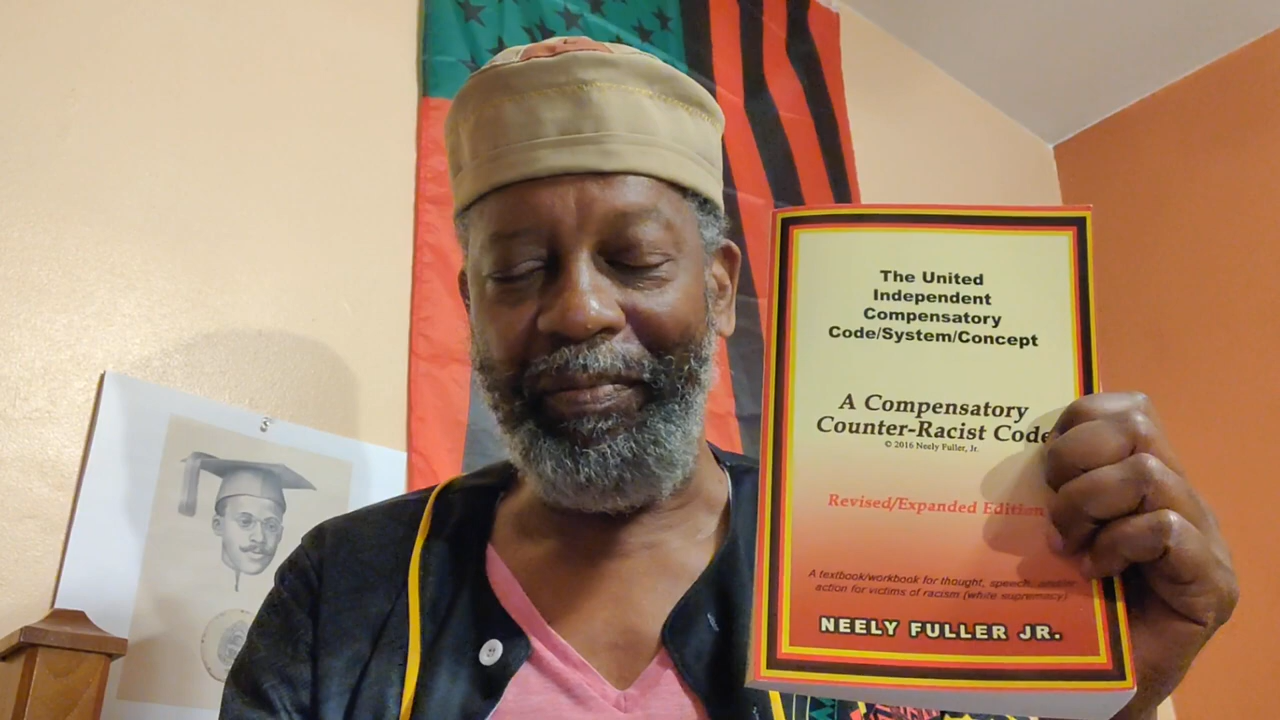 The United
Independent
Compensatory
Code/System/Concept
A Compensatory
Counter-Racist Code
© 2016 Neely Fuller, Jr.
Revised/Expanded Edition
A textbook/workbook for thought, speech, and/or
action for victims of racism (white supremacy)
NEELY FULLER JR.